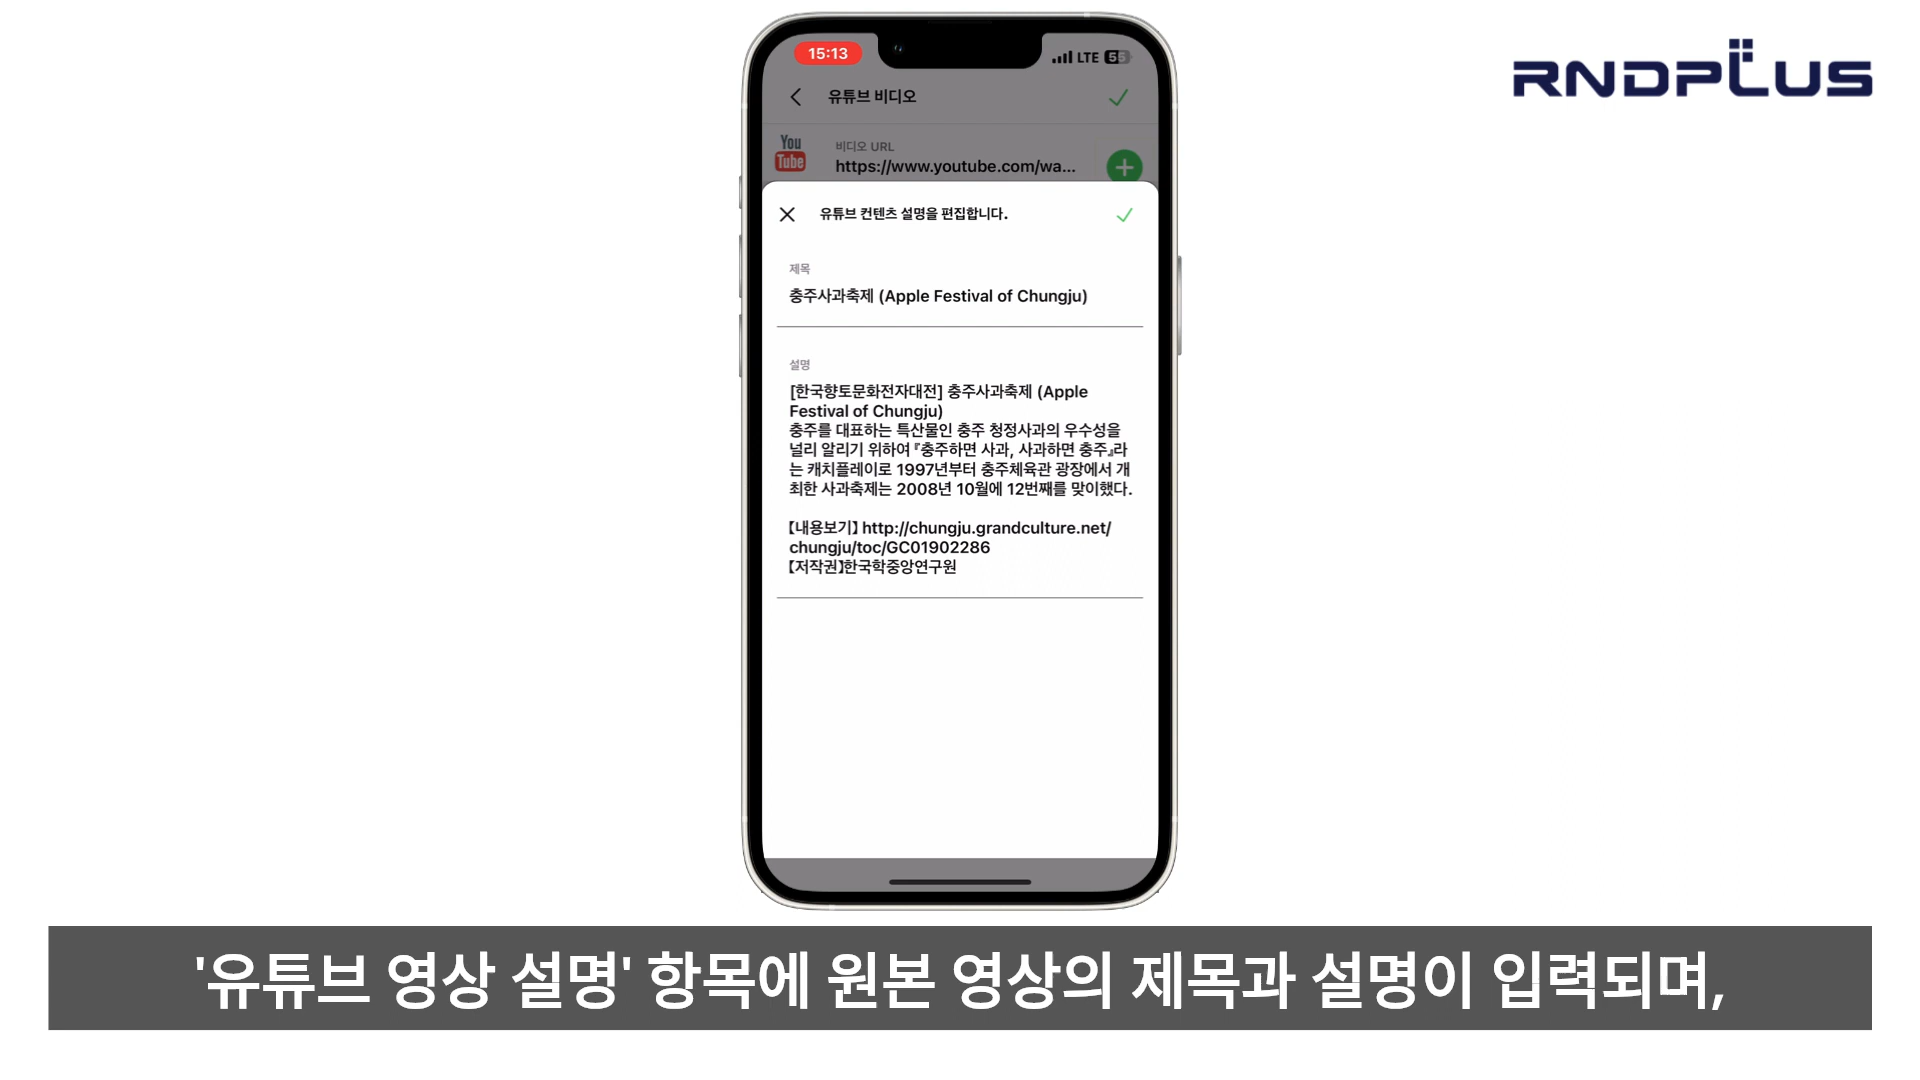 15:13
LTE 55
RNDPLUS
유튜브 비디오
You
Tube
비디오 URL
https://www.youtube.com/wa...
유튜브 컨텐츠 설명을 편집합니다.
제목
충주사과축제 (Apple Festival of Chungju)
설명
[한국향토문화전자대전] 충주사과축제 (Apple
Festival of Chungju)
충주를 대표하는 특산물인 충주 청정사과의 우수성을
널리 알리기 위하여 『충주하면 사과, 사과하면 충주』라
는 캐치플레이로 1997년부터 충주체육관 광장에서 개
최한 사과축제는 2008년 10월에 12번째를 맞이했다.
【내용보기】 http://chungju.grandculture.net/
chungju/toc/GC01902286
【저작권】한국학중앙연구원
'유튜브 영상 설명' 항목에 원본 영상의 제목과 설명이 입력되며,